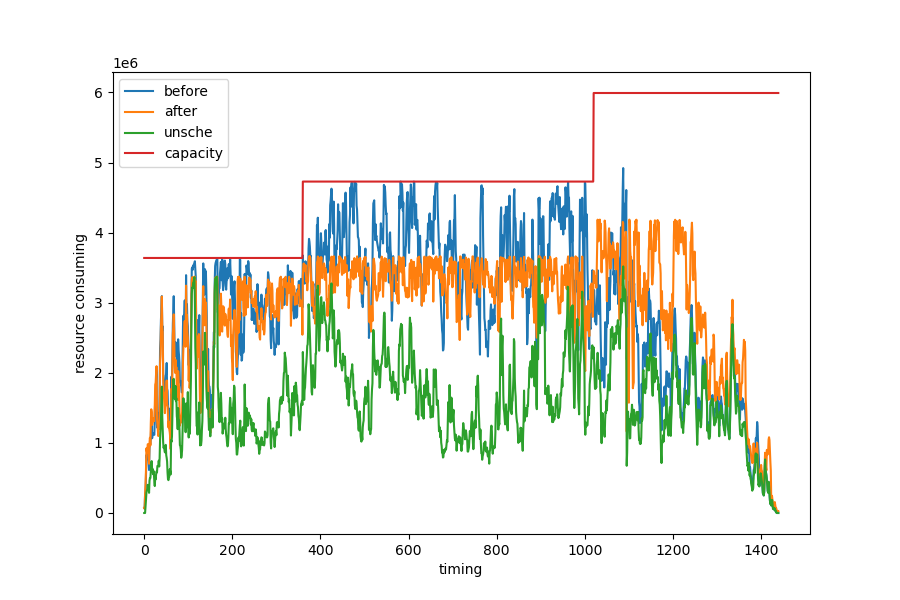 1e6
6
5
4
3
2
1
0
resource consuming
before
after
unsche
capacity
0 200 400 600 800 1000 1200 1400
timing